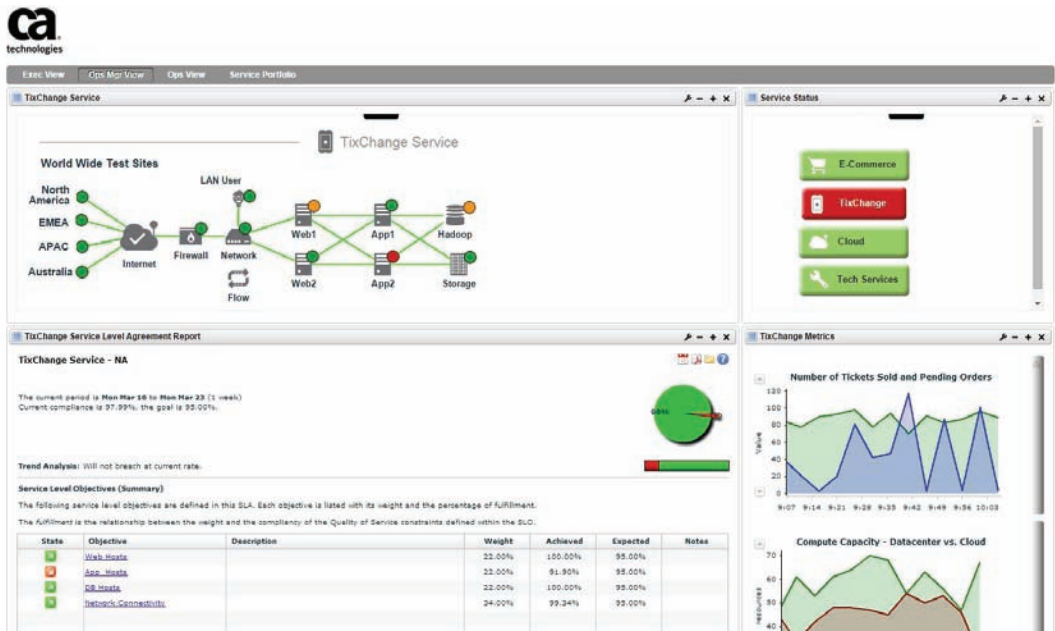 ca.
technologies
Exec View Ops Mgr View Ops View Service Portfolio
TixChange Service
TixChange Service
World Wide Test Sites
North
America
EMEA
APAC
Australia
Internet
Firewall
LAN User
Network
Flow
Web1
Web2
App1
App2
Hadoop
Storage
Service Status
E-Commerce
TixChange
Cloud
Tech Services
TixChange Service Level Agreement Report
TixChange Service - NA
The current period is Mon Mar 16 to Mon Mar 23 (1 week)
Current compliance is 97.99%, the goal is 95.00%.
98%
Trend Analysis: Will not breach at current rate.
Service Level Objectives (Summary)
The following service level objectives are defined in this SLA. Each objective is listed with its weight and the percentage of fulfillment.
The fulfillment is the relationship between the weight and the compliancy of the Quality of Service constraints defined within the SLO.
State Objective Description Weight Achieved Expected Notes
Web Hosts 22.00% 100.00% 95.00%
App Hosts 22.00% 91.90% 95.00%
DB Hosts 22.00% 100.00% 95.00%
Network Connectivity 34.00% 99.34% 95.00%
TixChange Metrics
Number of Tickets Sold and Pending Orders
Value
120
100
80
60
40
20
0
9:07 9:14 9:21 9:28 9:35 9:42 9:49 9:56 10:03
Compute Capacity - Datacenter vs. Cloud
70
60
50
40